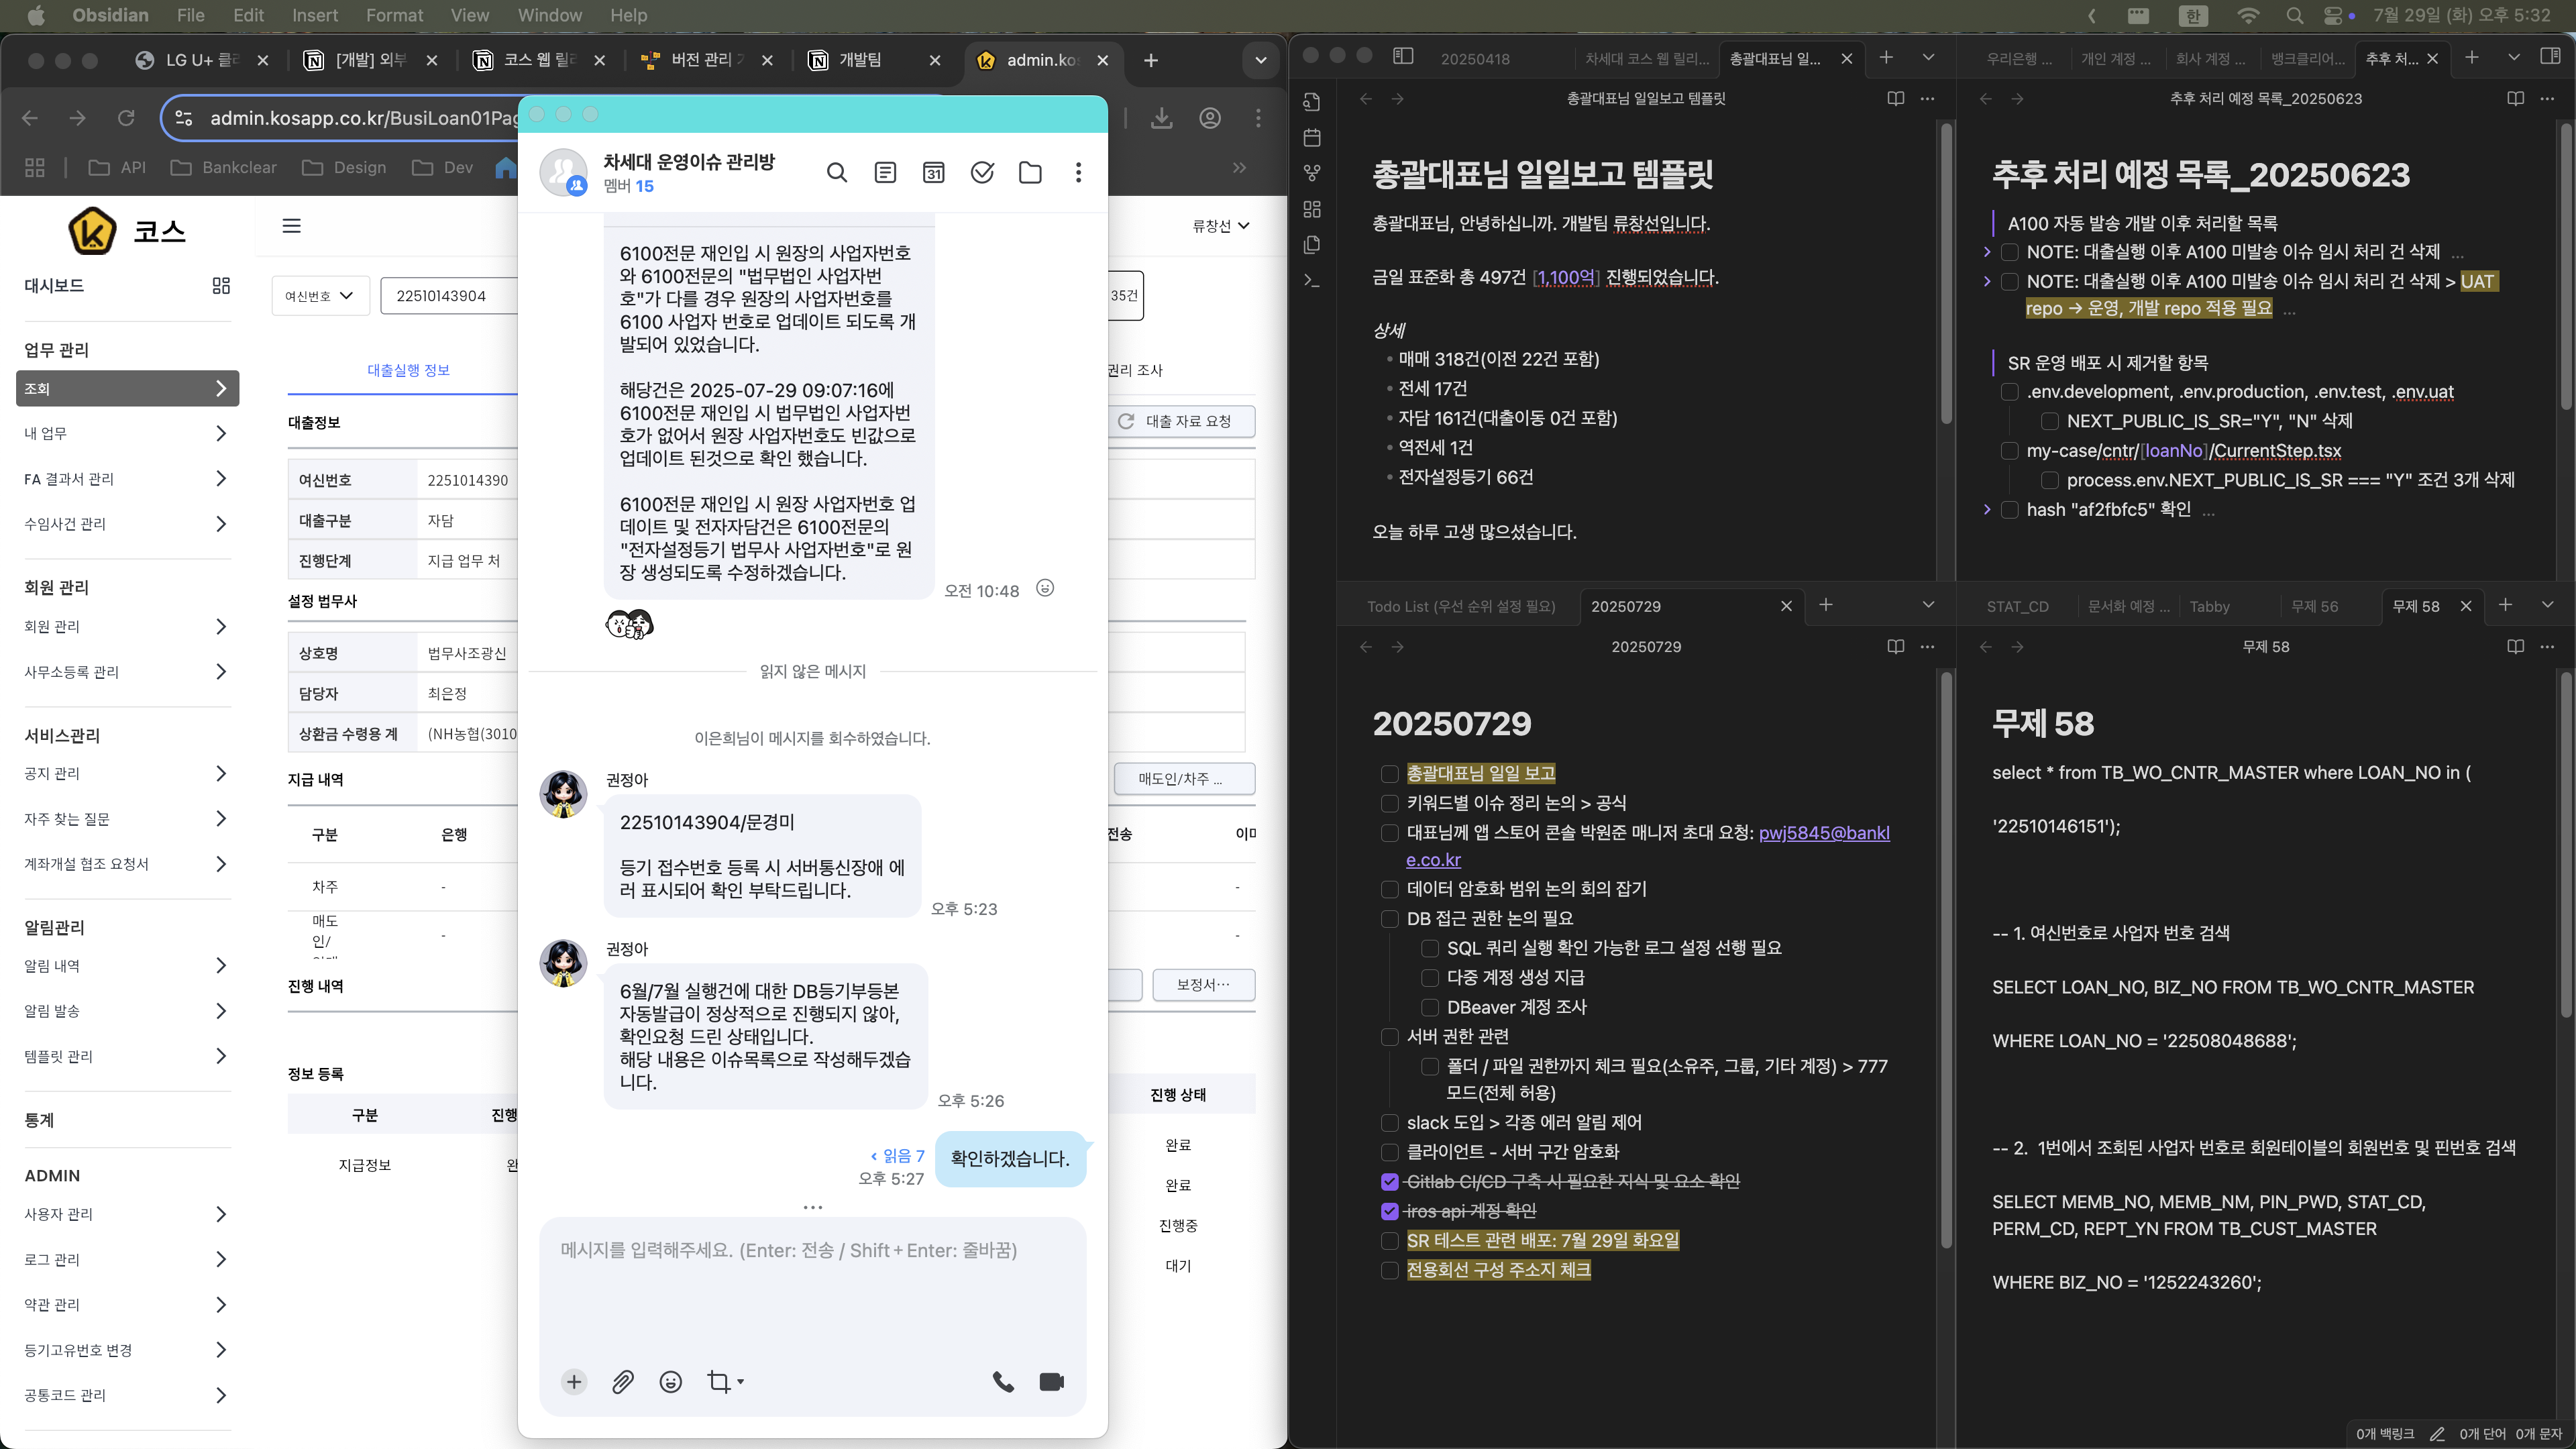 Obsidian File Edit Insert Format View Window Help
한 7월 29일 (화) 오후 5:32
LG U+ 클
[개발] 외부
코스 웹 릴
버전 관리
개발팀
admin.kos
admin.kosapp.co.kr/BusiLoan01Pag
API
Bankclear
Design
Dev
코스
대시보드
업무 관리
조회
내 업무
FA 결과서 관리
수임사건 관리
회원 관리
회원 관리
사무소등록 관리
서비스관리
공지 관리
자주 찾는 질문
계좌개설 협조 요청서
알림관리
알림 내역
알림 발송
템플릿 관리
통계
ADMIN
사용자 관리
로그 관리
약관 관리
등기고유번호 변경
공통코드 관리
류창선
여신번호
22510143904
35건
대출실행 정보
권리 조사
대출정보
대출 자료 요청
여신번호 2251014390
대출구분 자담
진행단계 지급 업무 처
설정 법무사
상호명 법무사조광신
담당자 최은정
상환금 수령용 계 (NH농협(3010
지급 내역
매도인/차주 ...
구분 은행 전송
차주 - -
매도
인/
- -
진행 내역
보정서...
정보 등록
구분 진행 진행 상태
지급정보 완
완료
완료
진행중
대기
차세대 운영이슈 관리방
멤버 15
31
6100전문 재인입 시 원장의 사업자번호
와 6100전문의 "법무법인 사업자번
호"가 다를 경우 원장의 사업자번호를
6100 사업자 번호로 업데이트 되도록 개
발되어 있었습니다.
해당건은 2025-07-29 09:07:16에
6100전문 재인입 시 법무법인 사업자번
호가 없어서 원장 사업자번호도 빈값으로
업데이트 된것으로 확인 했습니다.
6100전문 재인입 시 원장 사업자번호 업
데이트 및 전자자담건은 6100전문의
"전자설정등기 법무사 사업자번호"로 원
장 생성되도록 수정하겠습니다.
오전 10:48
읽지 않은 메시지
이은희님이 메시지를 회수하였습니다.
권정아
22510143904/문경미
등기 접수번호 등록 시 서버통신장애 에
러 표시되어 확인 부탁드립니다.
오후 5:23
권정아
6월/7월 실행건에 대한 DB등기부등본
자동발급이 정상적으로 진행되지 않아,
확인요청 드린 상태입니다.
해당 내용은 이슈목록으로 작성해두겠습
니다.
오후 5:26
읽음 7
오후 5:27
확인하겠습니다.
메시지를 입력해주세요. (Enter: 전송 / Shift + Enter: 줄바꿈)
20250418
차세대 코스 웹 릴리...
총괄대표님 일...
총괄대표님 일일보고 템플릿
총괄대표님 일일보고 템플릿
총괄대표님, 안녕하십니까. 개발팀 류창선입니다.
금일 표준화 총 497건 [1,100억] 진행되었습니다.
상세
• 매매 318건(이전 22건 포함)
• 전세 17건
• 자담 161건(대출이동 0건 포함)
• 역전세 1건
• 전자설정등기 66건
오늘 하루 고생 많으셨습니다.
우리은행 ...
개인 계정 ...
회사 계정 ...
뱅크클리어...
추후 처...
추후 처리 예정 목록_20250623
추후 처리 예정 목록_20250623
A100 자동 발송 개발 이후 처리할 목록
NOTE: 대출실행 이후 A100 미발송 이슈 임시 처리 건 삭제 ...
NOTE: 대출실행 이후 A100 미발송 이슈 임시 처리 건 삭제 > UAT
repo → 운영, 개발 repo 적용 필요 ...
SR 운영 배포 시 제거할 항목
.env.development, .env.production, .env.test, .env.uat
NEXT_PUBLIC_IS_SR="Y", "N" 삭제
my-case/cntr/[loanNo]/CurrentStep.tsx
process.env.NEXT_PUBLIC_IS_SR === "Y" 조건 3개 삭제
hash "af2fbfc5" 확인 ...
Todo List (우선 순위 설정 필요)
20250729
20250729
20250729
총괄대표님 일일 보고
키워드별 이슈 정리 논의 > 공식
대표님께 앱 스토어 콘솔 박원준 매니저 초대 요청: pwj5845@bankl
e.co.kr
데이터 암호화 범위 논의 회의 잡기
DB 접근 권한 논의 필요
SQL 쿼리 실행 확인 가능한 로그 설정 선행 필요
다중 계정 생성 지급
DBeaver 계정 조사
서버 권한 관련
폴더 / 파일 권한까지 체크 필요(소유주, 그룹, 기타 계정) > 777
모드(전체 허용)
slack 도입 > 각종 에러 알림 제어
클라이언트 - 서버 구간 암호화
Gitlab CI/CD 구축 시 필요한 지식 및 요소 확인
iros api 계정 확인
SR 테스트 관련 배포: 7월 29일 화요일
전용회선 구성 주소지 체크
STAT_CD
문서화 예정 ...
Tabby
무제 56
무제 58
무제 58
무제 58
select * from TB_WO_CNTR_MASTER where LOAN_NO in (
'22510146151');
-- 1. 여신번호로 사업자 번호 검색
SELECT LOAN_NO, BIZ_NO FROM TB_WO_CNTR_MASTER
WHERE LOAN_NO = '22508048688';
-- 2. 1번에서 조회된 사업자 번호로 회원테이블의 회원번호 및 핀번호 검색
SELECT MEMB_NO, MEMB_NM, PIN_PWD, STAT_CD,
PERM_CD, REPT_YN FROM TB_CUST_MASTER
WHERE BIZ_NO = '1252243260';
0개 백링크 0개 단어 0개 문자